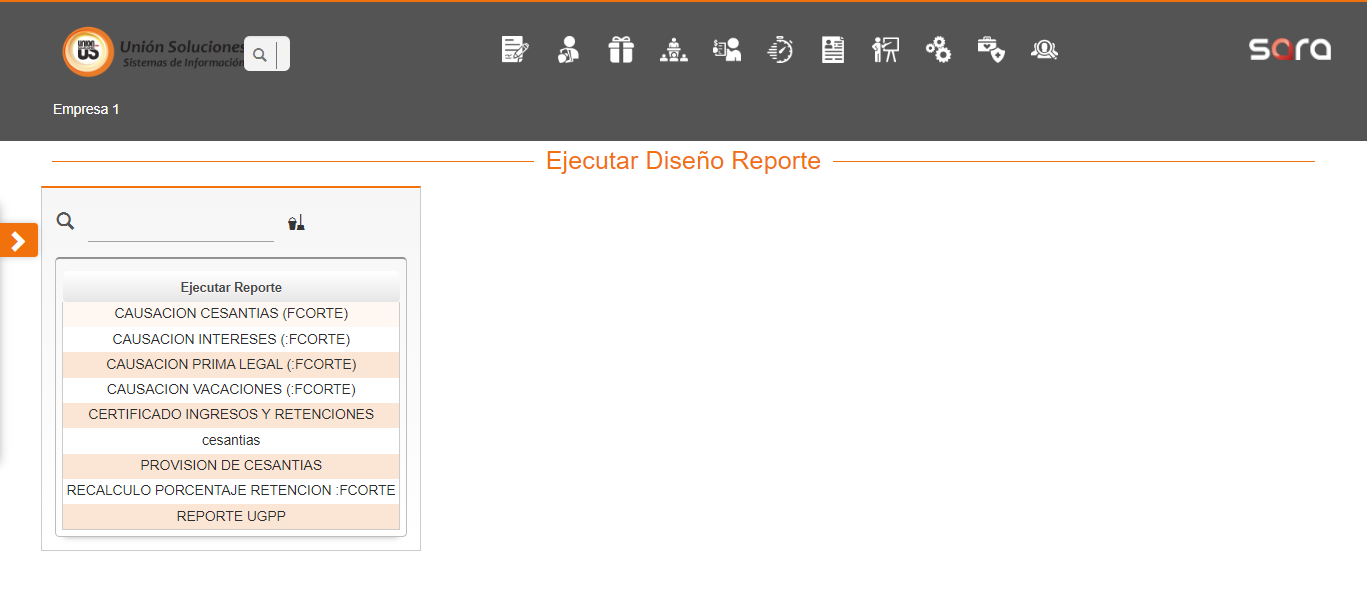 UNION
US
Unión Soluciones
Sistemas de Información
sara
Empresa 1
Ejecutar Diseño Reporte
Ejecutar Reporte
CAUSACION CESANTIAS (FCORTE)
CAUSACION INTERESES (:FCORTE)
CAUSACION PRIMA LEGAL (:FCORTE)
CAUSACION VACACIONES (:FCORTE)
CERTIFICADO INGRESOS Y RETENCIONES
cesantias
PROVISION DE CESANTIAS
RECALCULO PORCENTAJE RETENCION :FCORTE
REPORTE UGPP